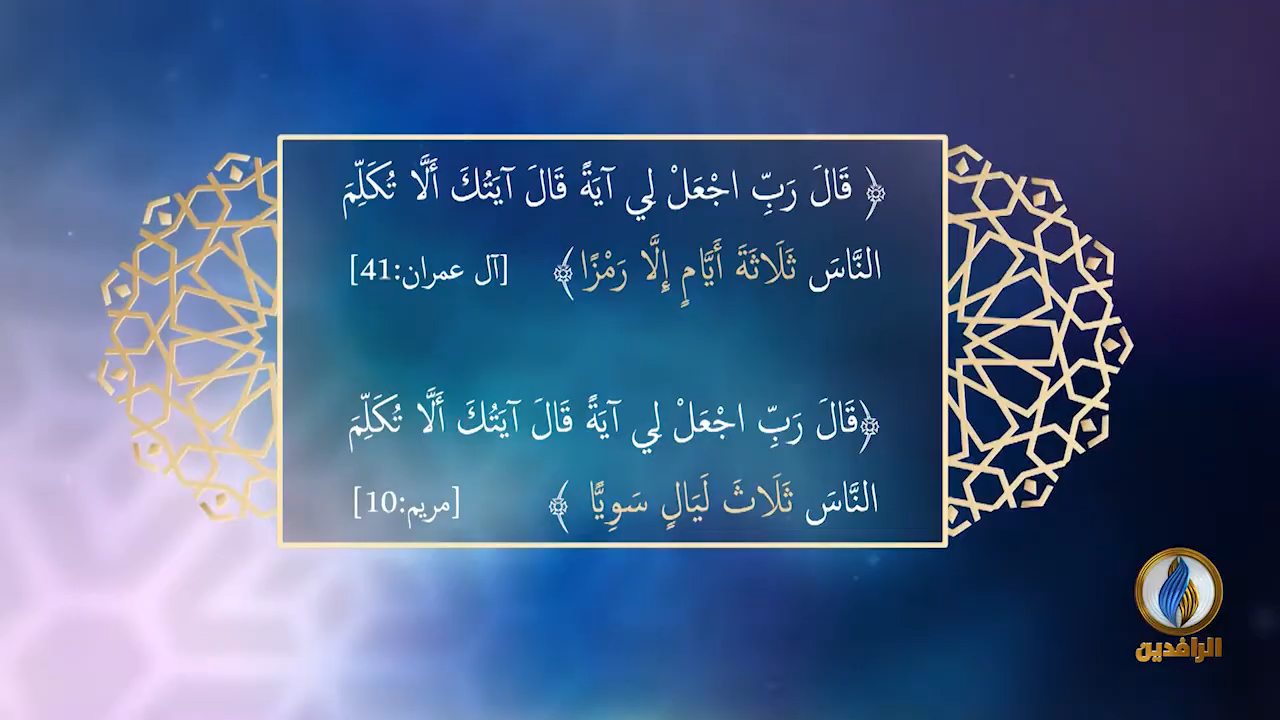 ﴿ قَالَ رَبِّ اجْعَلْ لِي آيَةً قَالَ آيَتُكَ أَلَّا تُكَلِّمَ
النَّاسَ ثَلَاثَةَ أَيَّامٍ إِلَّا رَمْزًا ﴾ [آل عمران:41]
﴿قَالَ رَبِّ اجْعَلْ لِي آيَةً قَالَ آيَتُكَ أَلَّا تُكَلِّمَ
النَّاسَ ثَلَاثَ لَيَالٍ سَوِيًّا ﴾ [مريم:10]
الرافدين